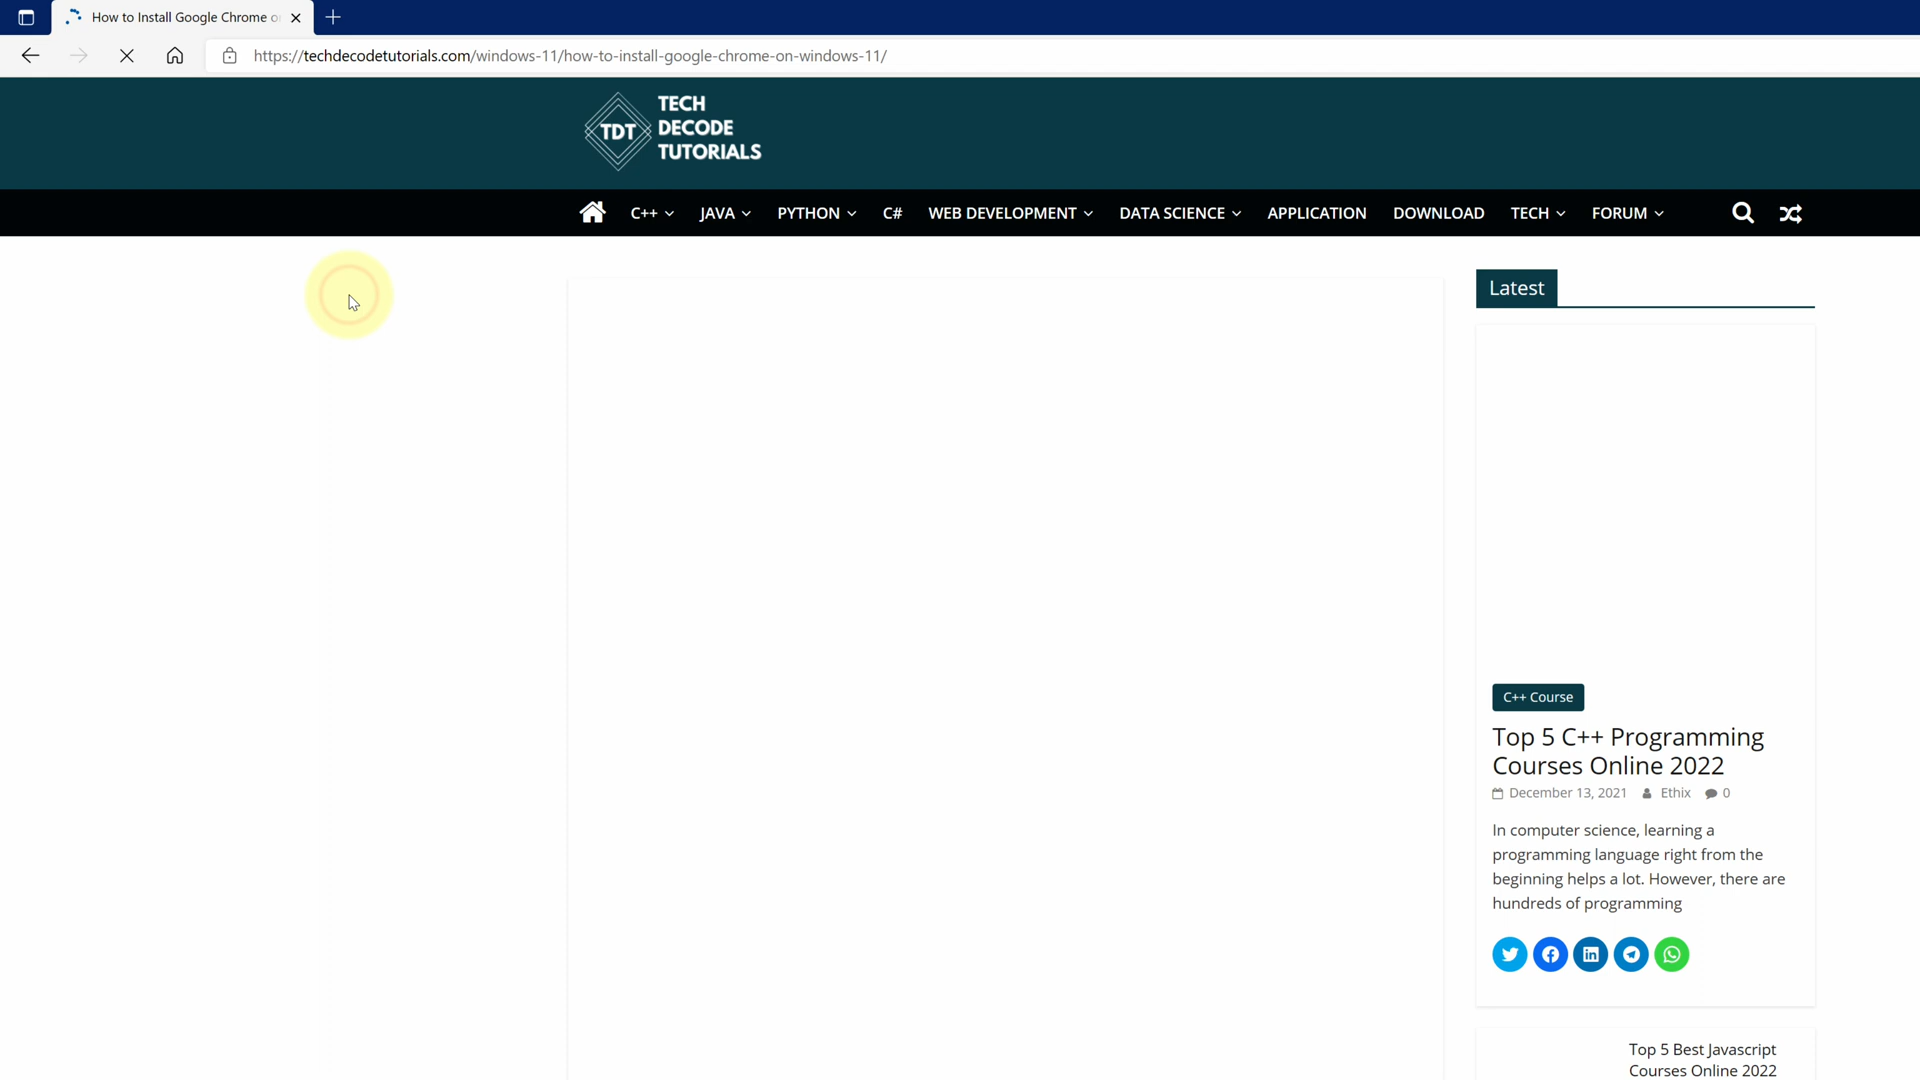 How to Install Google Chrome o
https://techdecodetutorials.com/windows-11/how-to-install-google-chrome-on-windows-11/
TDT
TECH
DECODE
TUTORIALS
C++
JAVA
PYTHON
C#
WEB DEVELOPMENT
DATA SCIENCE
APPLICATION
DOWNLOAD
TECH
FORUM
Latest
C++ Course
Top 5 C++ Programming
Courses Online 2022
December 13, 2021 Ethix 0
In computer science, learning a
programming language right from the
beginning helps a lot. However, there are
hundreds of programming
Top 5 Best Javascript
Courses Online 2022